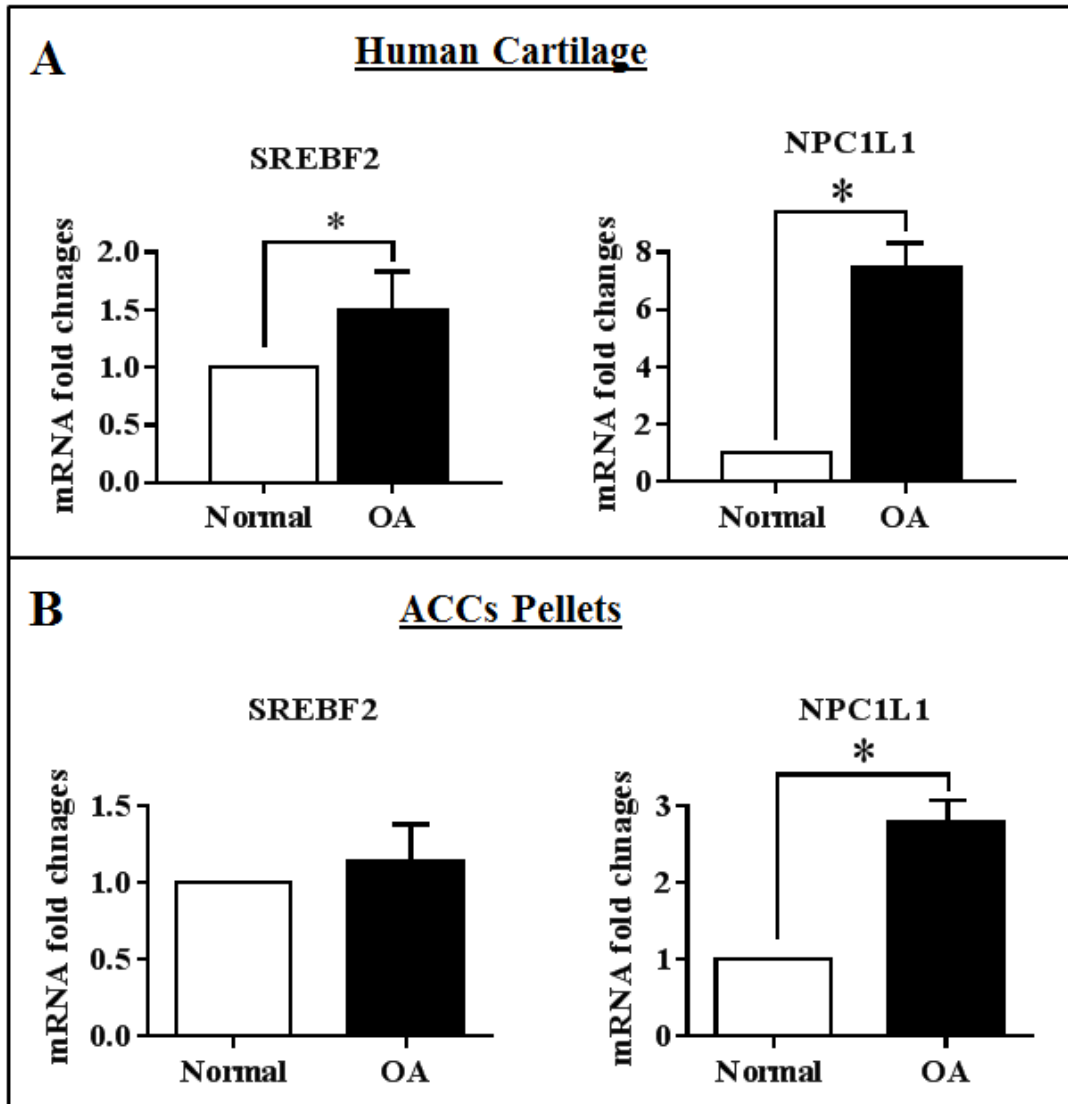 A
Human Cartilage
SREBF2
*
mRNA fold chnages
2.0
1.5
1.0
0.5
0.0
Normal OA
NPC1L1
*
mRNA fold changes
8
6
4
2
0
Normal OA
B
ACCs Pellets
SREBF2
mRNA fold chnages
1.5
1.0
0.5
0.0
Normal OA
NPC1L1
*
mRNA fold chnages
3
2
1
0
Normal OA